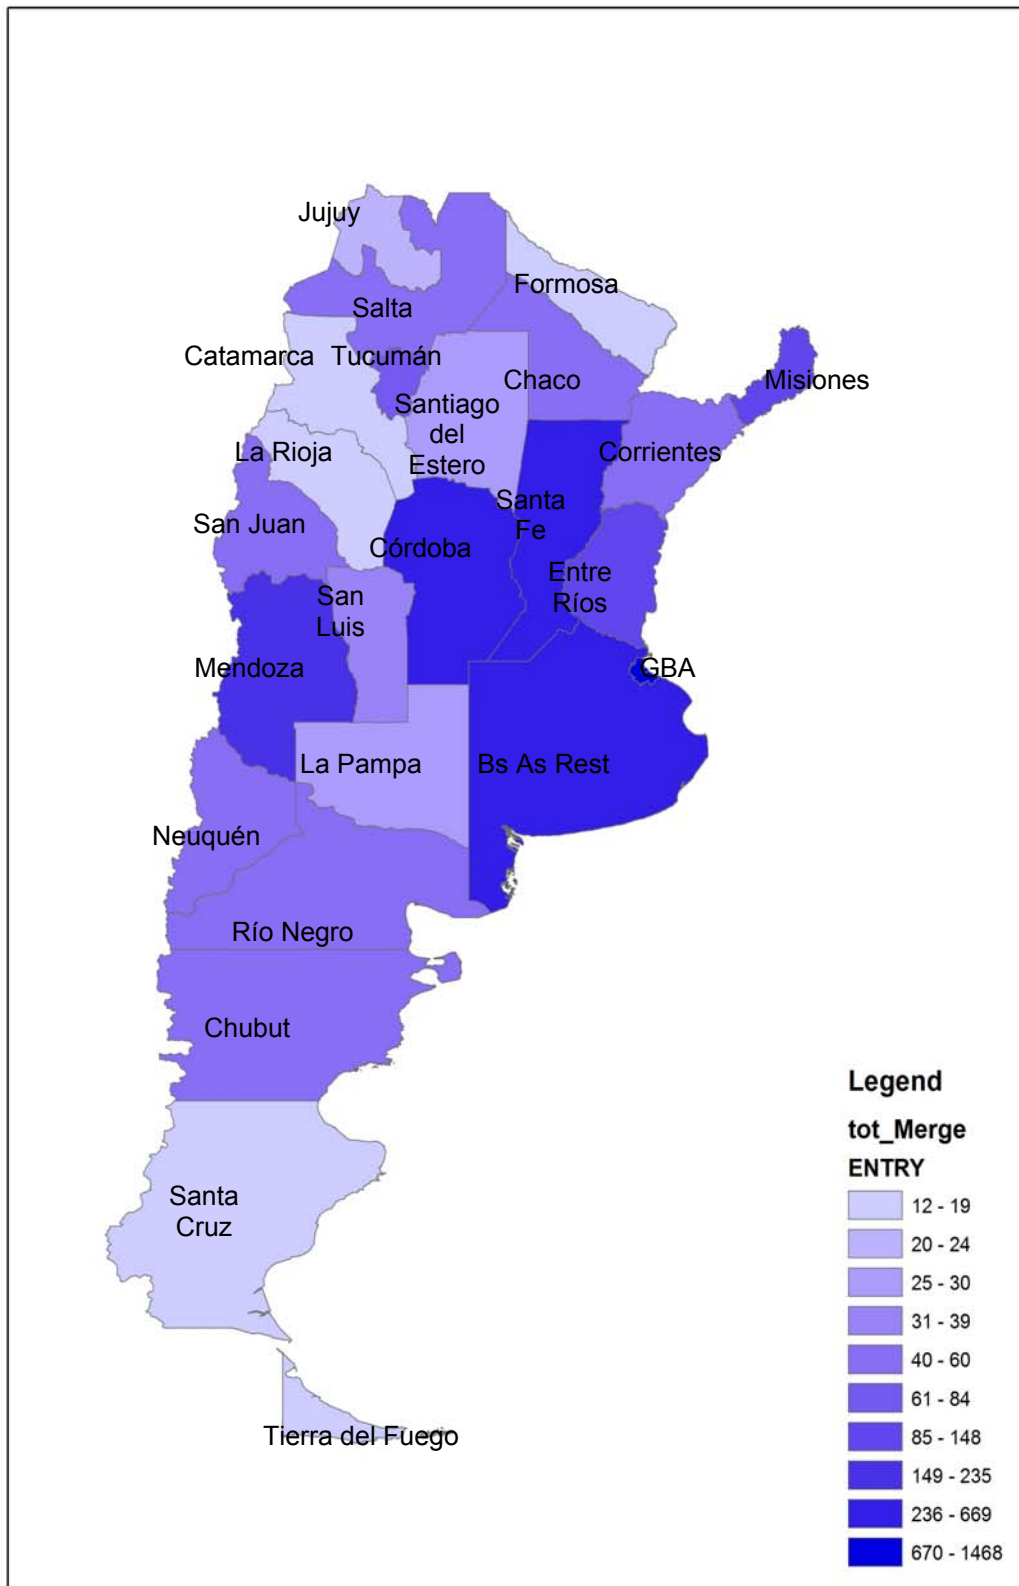 Jujuy
Formosa
Salta
Catamarca
Tucumán
Chaco
Misiones
Santiago
del
Estero
La Rioja
Corrientes
San Juan
Santa
Fe
Córdoba
Entre
Ríos
San
Luis
Mendoza
GBA
La Pampa
Bs As Rest
Neuquén
Río Negro
Chubut
Santa
Cruz
Tierra del Fuego
Legend
tot_Merge
ENTRY
12 - 19
20 - 24
25 - 30
31 - 39
40 - 60
61 - 84
85 - 148
149 - 235
236 - 669
670 - 1468